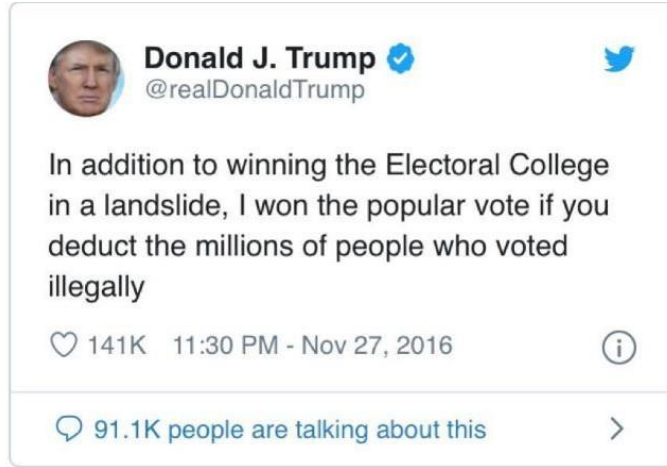 Donald J. Trump
@realDonaldTrump
In addition to winning the Electoral College
in a landslide, I won the popular vote if you
deduct the millions of people who voted
illegally
141K 11:30 PM - Nov 27, 2016
91.1K people are talking about this